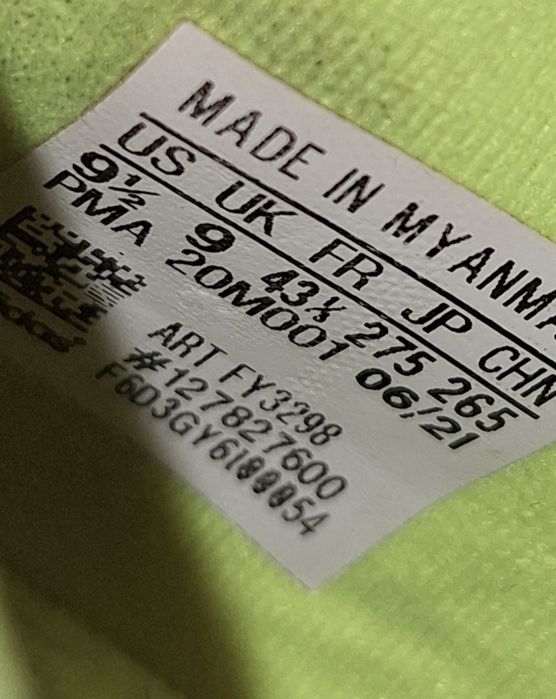 MADE IN MYANMA
US UK FR JP CHN
9½ 9 43⅓ 275 265
PMA 20M001 06/21
ART FY3298
#127827600
adidas